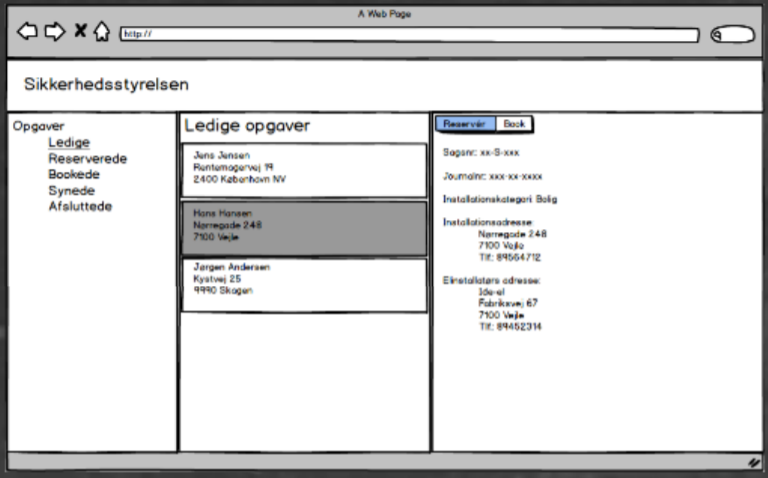 A Web Page
http://
Sikkerhedsstyrelsen
Opgaver
Ledige
Reserverede
Bookede
Synede
Afsluttede
Ledige opgaver
Jens Jensen
Rentemagervej 19
2400 København NV
Hans Hansen
Nørregade 248
7100 Vejle
Jørgen Andersen
Kystvej 25
9990 Skagen
Reservér Book
Sagsnr: xx-S-xxx
Journalnr: xxx-xx-xxxx
Installationskategori: Bolig
Installationsadresse:
Nørregade 248
7100 Vejle
Tlf.: 89564712
Elinstallatørs adresse:
Ide-el
Fabriksvej 67
7100 Vejle
Tlf.: 89452314